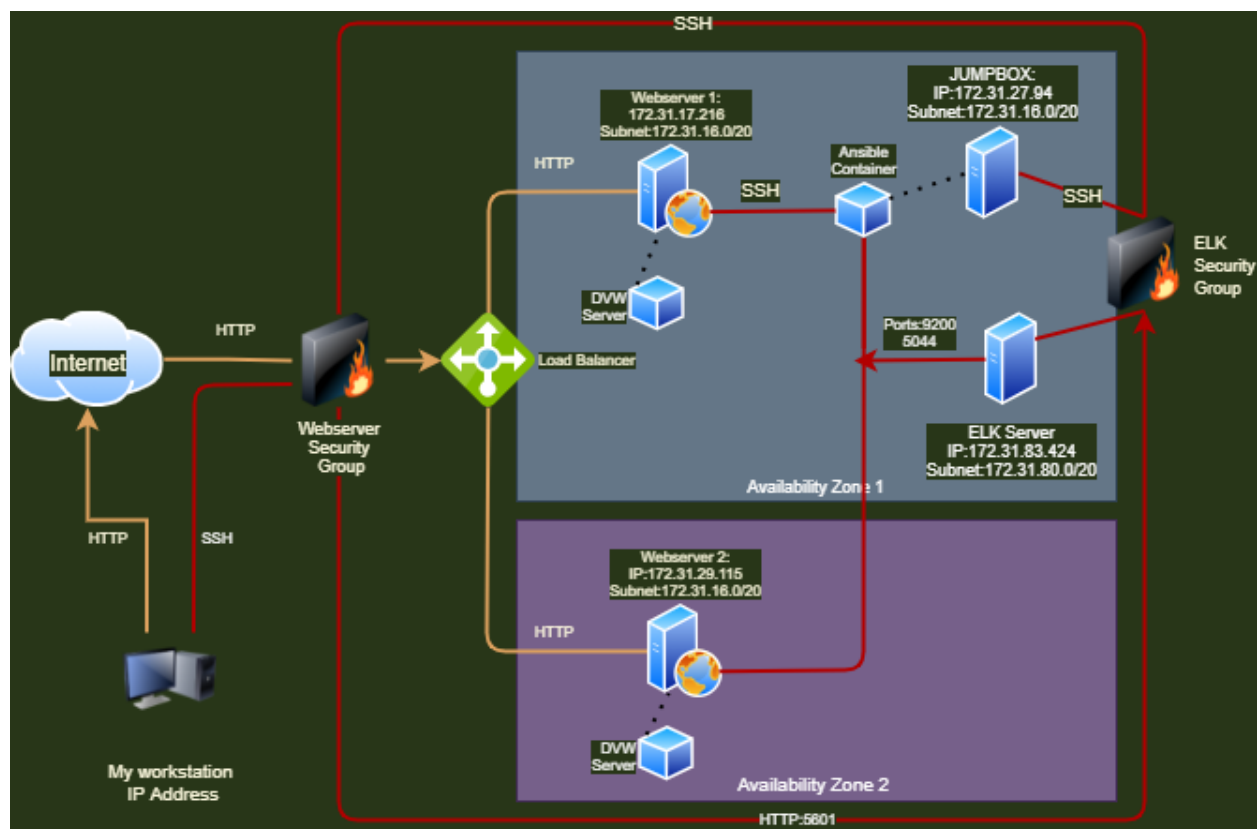 SSH
JUMPBOX:
IP:172.31.27.94
Subnet:172.31.16.0/20
Webserver 1:
172.31.17.216
Subnet:172.31.16.0/20
HTTP
Ansible
Container
SSH
SSH
ELK
Security
Group
DVW
Server
HTTP
Internet
Load Balancer
Ports:9200
5044
Webserver
Security
Group
ELK Server
IP:172.31.83.424
Subnet:172.31.80.0/20
Availability Zone 1
HTTP
SSH
Webserver 2:
IP:172.31.29.115
Subnet:172.31.16.0/20
HTTP
DVW
Server
My workstation
IP Address
Availability Zone 2
HTTP:5601